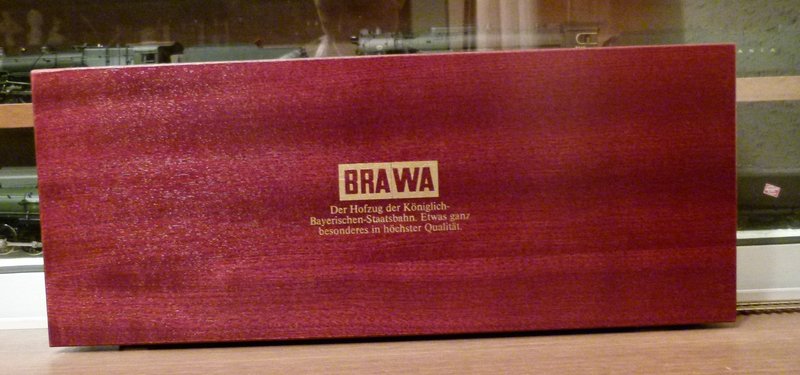 BRAWA
Der Hofzug der Königlich-
Bayerischen-Staatsbahn. Etwas ganz
besonderes in höchster Qualität.